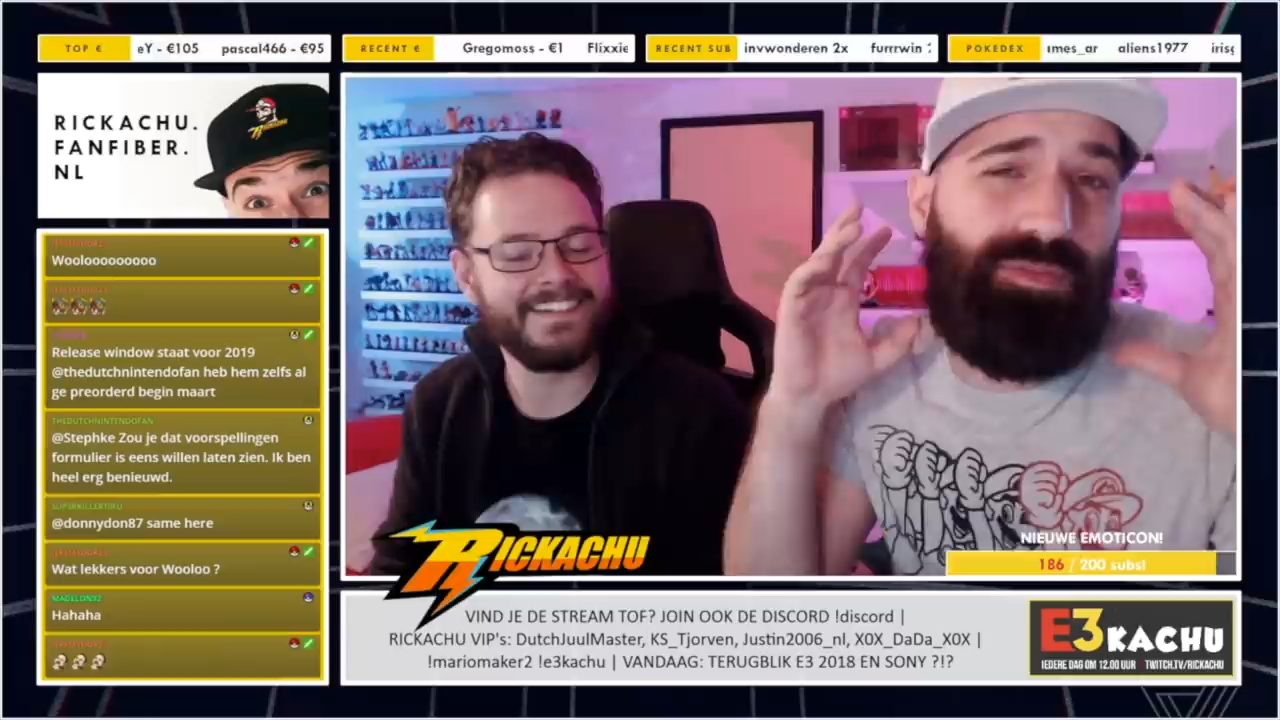 TOP €
eY - €105 pascal466 - €95
RECENT €
Gregomoss - €1 Flixxie
RECENT SUB
invwonderen 2x furrrwin
POKEDEX
ımes_ar aliens1977 irisg
RICKACHU.
FANFIBER.
NL
Wooloooooooooo
Release window staat voor 2019
@thedutchnintendofan heb hem zelfs al
ge preorderd begin maart
THEDUTCHNINTENDOFAN
@Stephke Zou je dat voorspellingen
formulier is eens willen laten zien. Ik ben
heel erg benieuwd.
@donnydon87 same here
Wat lekkers voor Wooloo ?
MADELON92
Hahaha
RICKACHU
NIEUWE EMOTICON!
186 / 200 subs!
VIND JE DE STREAM TOF? JOIN OOK DE DISCORD !discord |
RICKACHU VIP's: DutchJuulMaster, KS_Tjorven, Justin2006_nl, X0X_DaDa_X0X |
!mariomaker2 !e3kachu | VANDAAG: TERUGBLIK E3 2018 EN SONY ?!?
E3KACHU
IEDERE DAG OM 12.00 UUR TWITCH.TV/RICKACHU